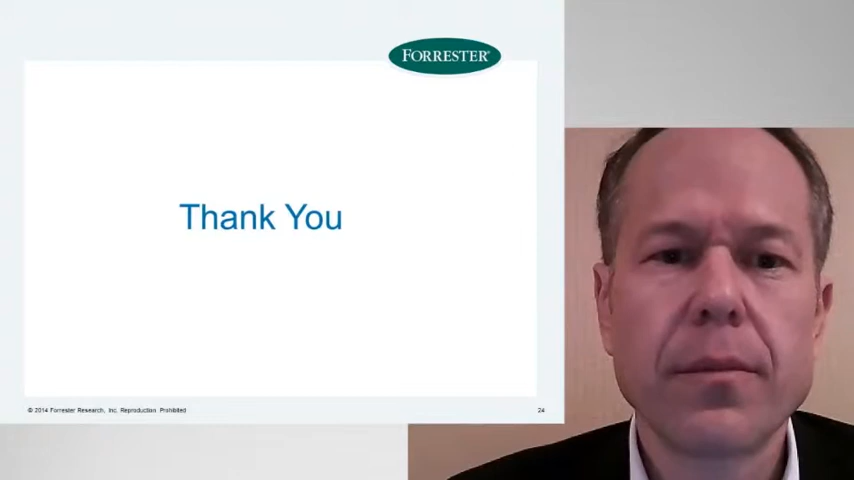 FORRESTER®
Thank You
© 2014 Forrester Research, Inc. Reproduction Prohibited
24